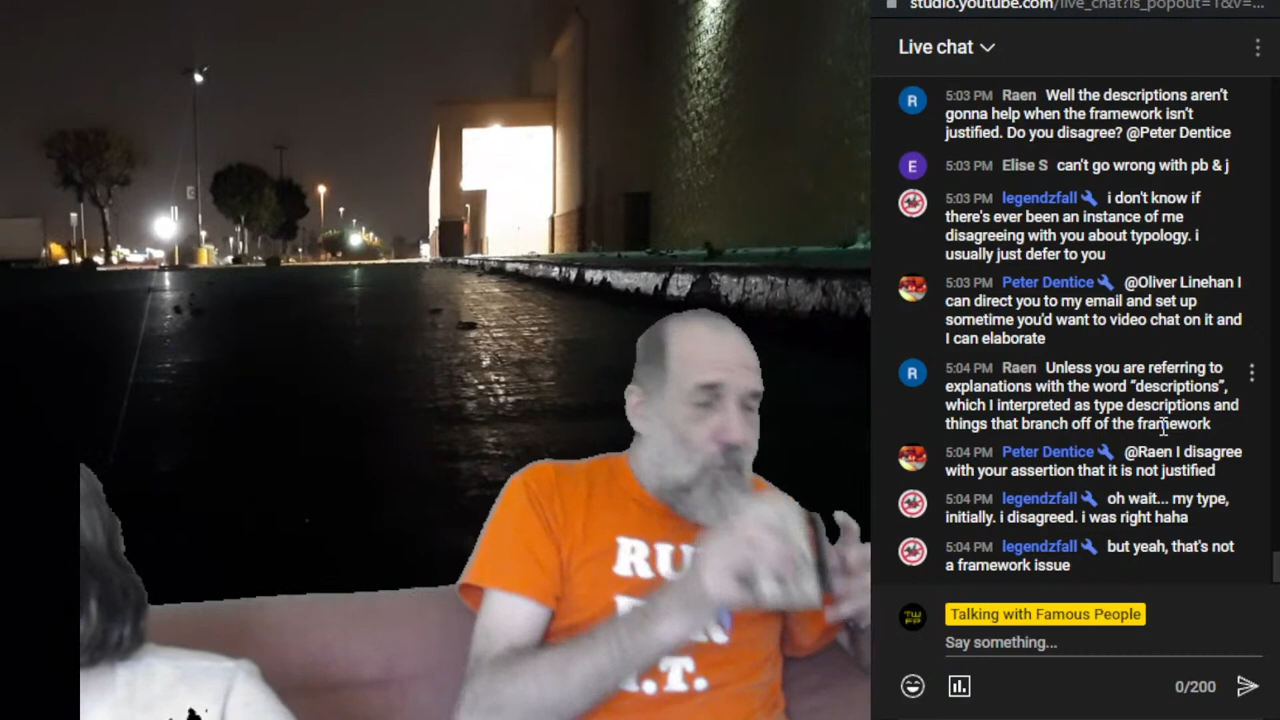 studio.youtube.com/live_chat?is_popout=1&v=...
Live chat
5:03 PM Raen Well the descriptions aren't
gonna help when the framework isn't
justified. Do you disagree? @Peter Dentice
E 5:03 PM Elise S can't go wrong with pb & j
5:03 PM legendzfall i don't know if
there's ever been an instance of me
disagreeing with you about typology. i
usually just defer to you
5:03 PM Peter Dentice @Oliver Linehan I
can direct you to my email and set up
sometime you'd want to video chat on it and
I can elaborate
R 5:04 PM Raen Unless you are referring to
explanations with the word "descriptions",
which I interpreted as type descriptions and
things that branch off of the framework
5:04 PM Peter Dentice @Raen I disagree
with your assertion that it is not justified
5:04 PM legendzfall oh wait... my type,
initially. i disagreed. i was right haha
5:04 PM legendzfall but yeah, that's not
a framework issue
TWFP Talking with Famous People
Say something...
0/200
RU
.T.